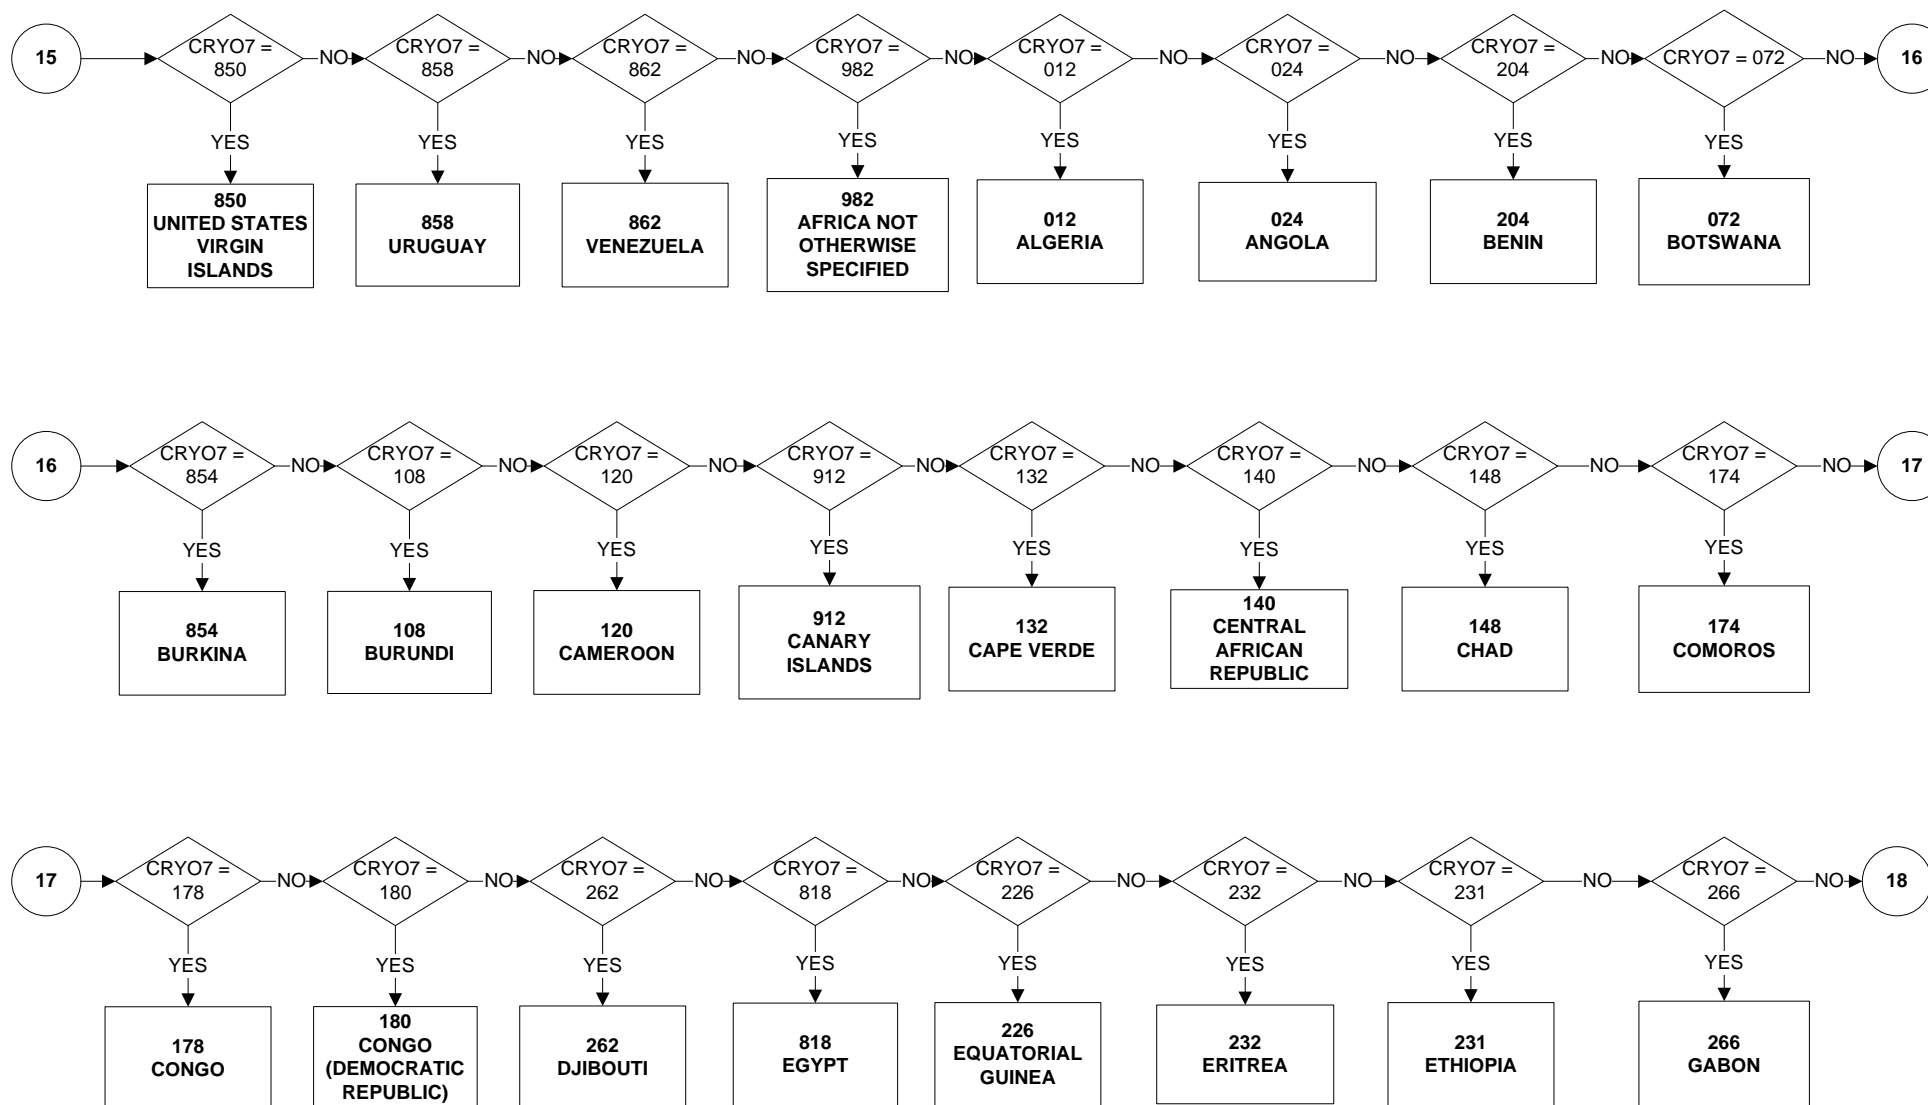 15
CRYO7 =
850
NO
CRYO7 =
858
NO
CRYO7 =
862
NO
CRYO7 =
982
NO
CRYO7 =
012
NO
CRYO7 =
024
NO
CRYO7 =
204
NO
CRYO7 = 072
NO
16
YES
YES
YES
YES
YES
YES
YES
YES
850
UNITED STATES
VIRGIN
ISLANDS
858
URUGUAY
862
VENEZUELA
982
AFRICA NOT
OTHERWISE
SPECIFIED
012
ALGERIA
024
ANGOLA
204
BENIN
072
BOTSWANA
16
CRYO7 =
854
NO
CRYO7 =
108
NO
CRYO7 =
120
NO
CRYO7 =
912
NO
CRYO7 =
132
NO
CRYO7 =
140
NO
CRYO7 =
148
NO
CRYO7 =
174
NO
17
YES
YES
YES
YES
YES
YES
YES
YES
854
BURKINA
108
BURUNDI
120
CAMEROON
912
CANARY
ISLANDS
132
CAPE VERDE
140
CENTRAL
AFRICAN
REPUBLIC
148
CHAD
174
COMOROS
17
CRYO7 =
178
NO
CRYO7 =
180
NO
CRYO7 =
262
NO
CRYO7 =
818
NO
CRYO7 =
226
NO
CRYO7 =
232
NO
CRYO7 =
231
NO
CRYO7 =
266
NO
18
YES
YES
YES
YES
YES
YES
YES
YES
178
CONGO
180
CONGO
(DEMOCRATIC
REPUBLIC)
262
DJIBOUTI
818
EGYPT
226
EQUATORIAL
GUINEA
232
ERITREA
231
ETHIOPIA
266
GABON